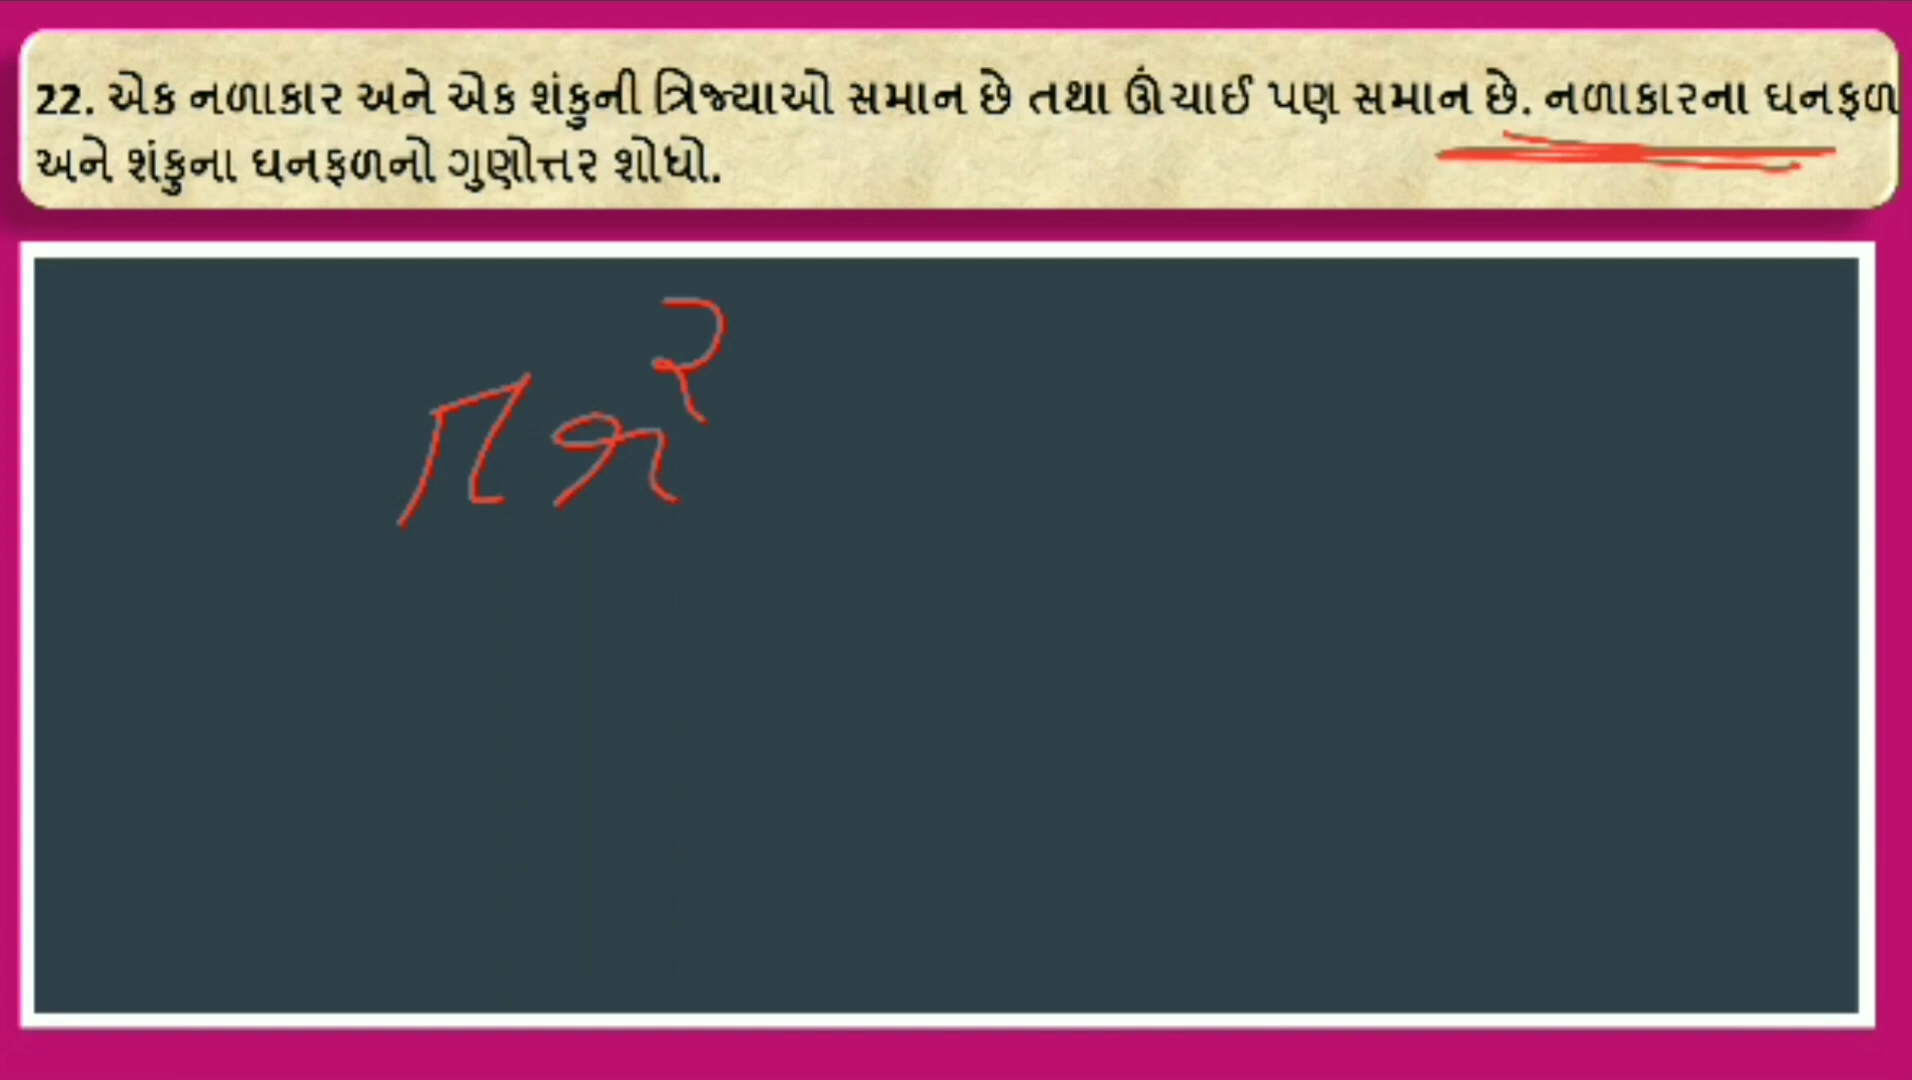 22. એક નળાકાર અને એક શંકુની ત્રિજ્યાઓ સમાન છે તથા ઊંચાઈ પણ સમાન છે. નળાકારના ઘનફળ
અને શંકુના ઘનફળનો ગુણોત્તર શોધો.
πr²